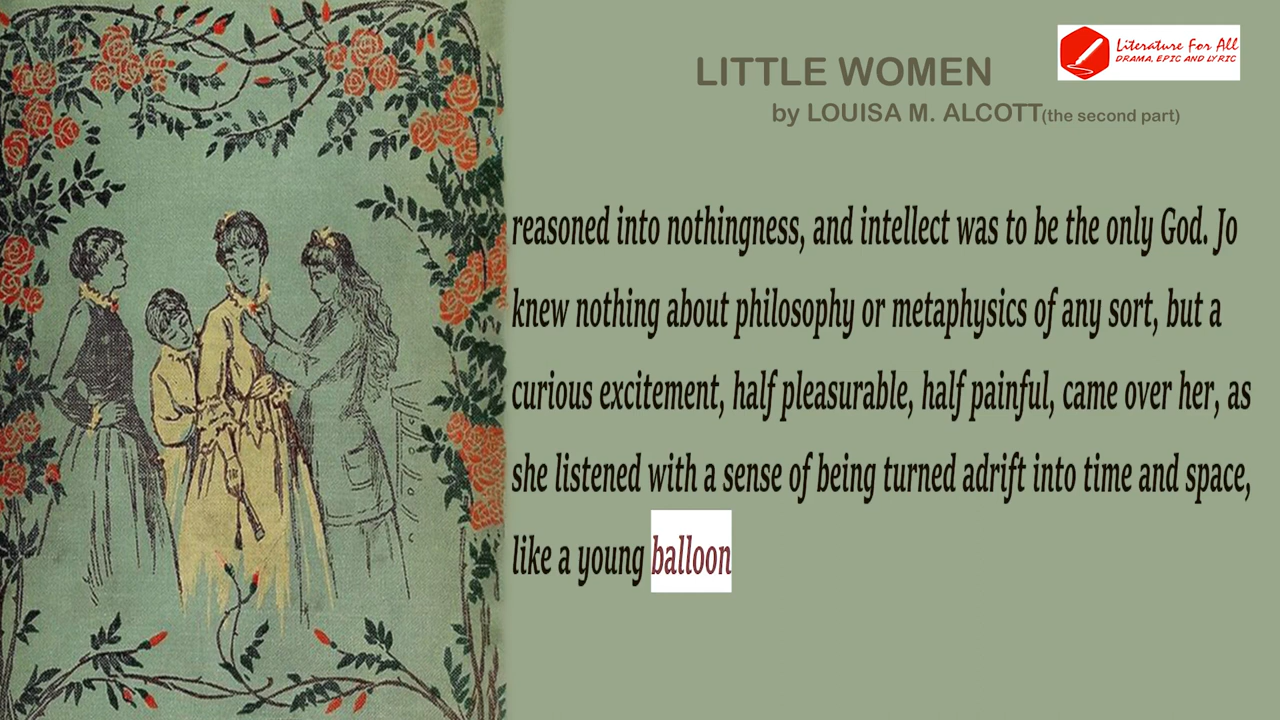 LITTLE WOMEN
by LOUISA M. ALCOTT(the second part)
Literature For All
DRAMA, EPIC AND LYRIC
reasoned into nothingness, and intellect was to be the only God. Jo
knew nothing about philosophy or metaphysics of any sort, but a
curious excitement, half pleasurable, half painful, came over her, as
she listened with a sense of being turned adrift into time and space,
like a young balloon